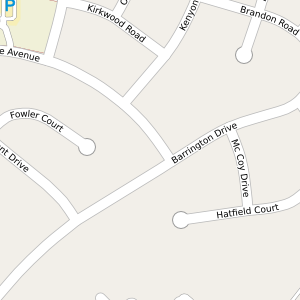 P
Kirkwood Road
Kenyon
Brandon Road
e Avenue
Fowler Court
Barrington Drive
nt Drive
Mc Coy Drive
Hatfield Court